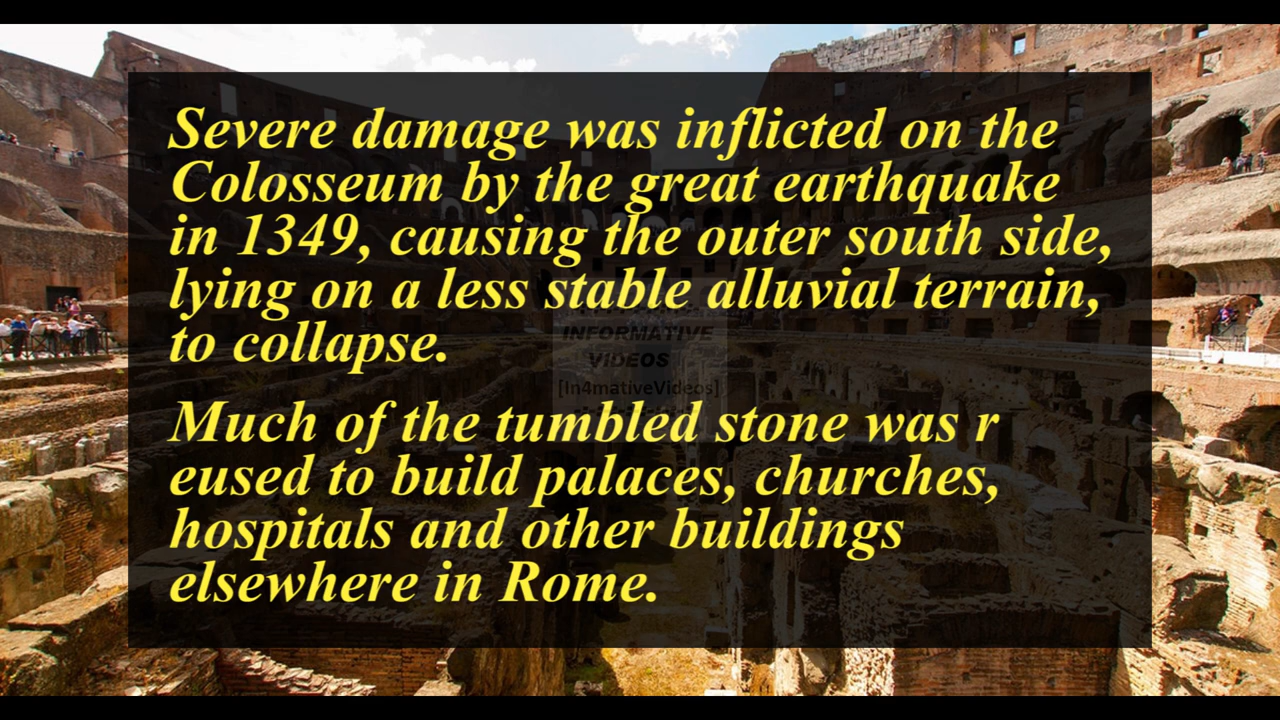 Severe damage was inflicted on the
Colosseum by the great earthquake
in 1349, causing the outer south side,
lying on a less stable alluvial terrain,
to collapse.
INFORMATIVE
VIDEOS
[In4mativeVideos]
Much of the tumbled stone was r
eused to build palaces, churches,
hospitals and other buildings
elsewhere in Rome.